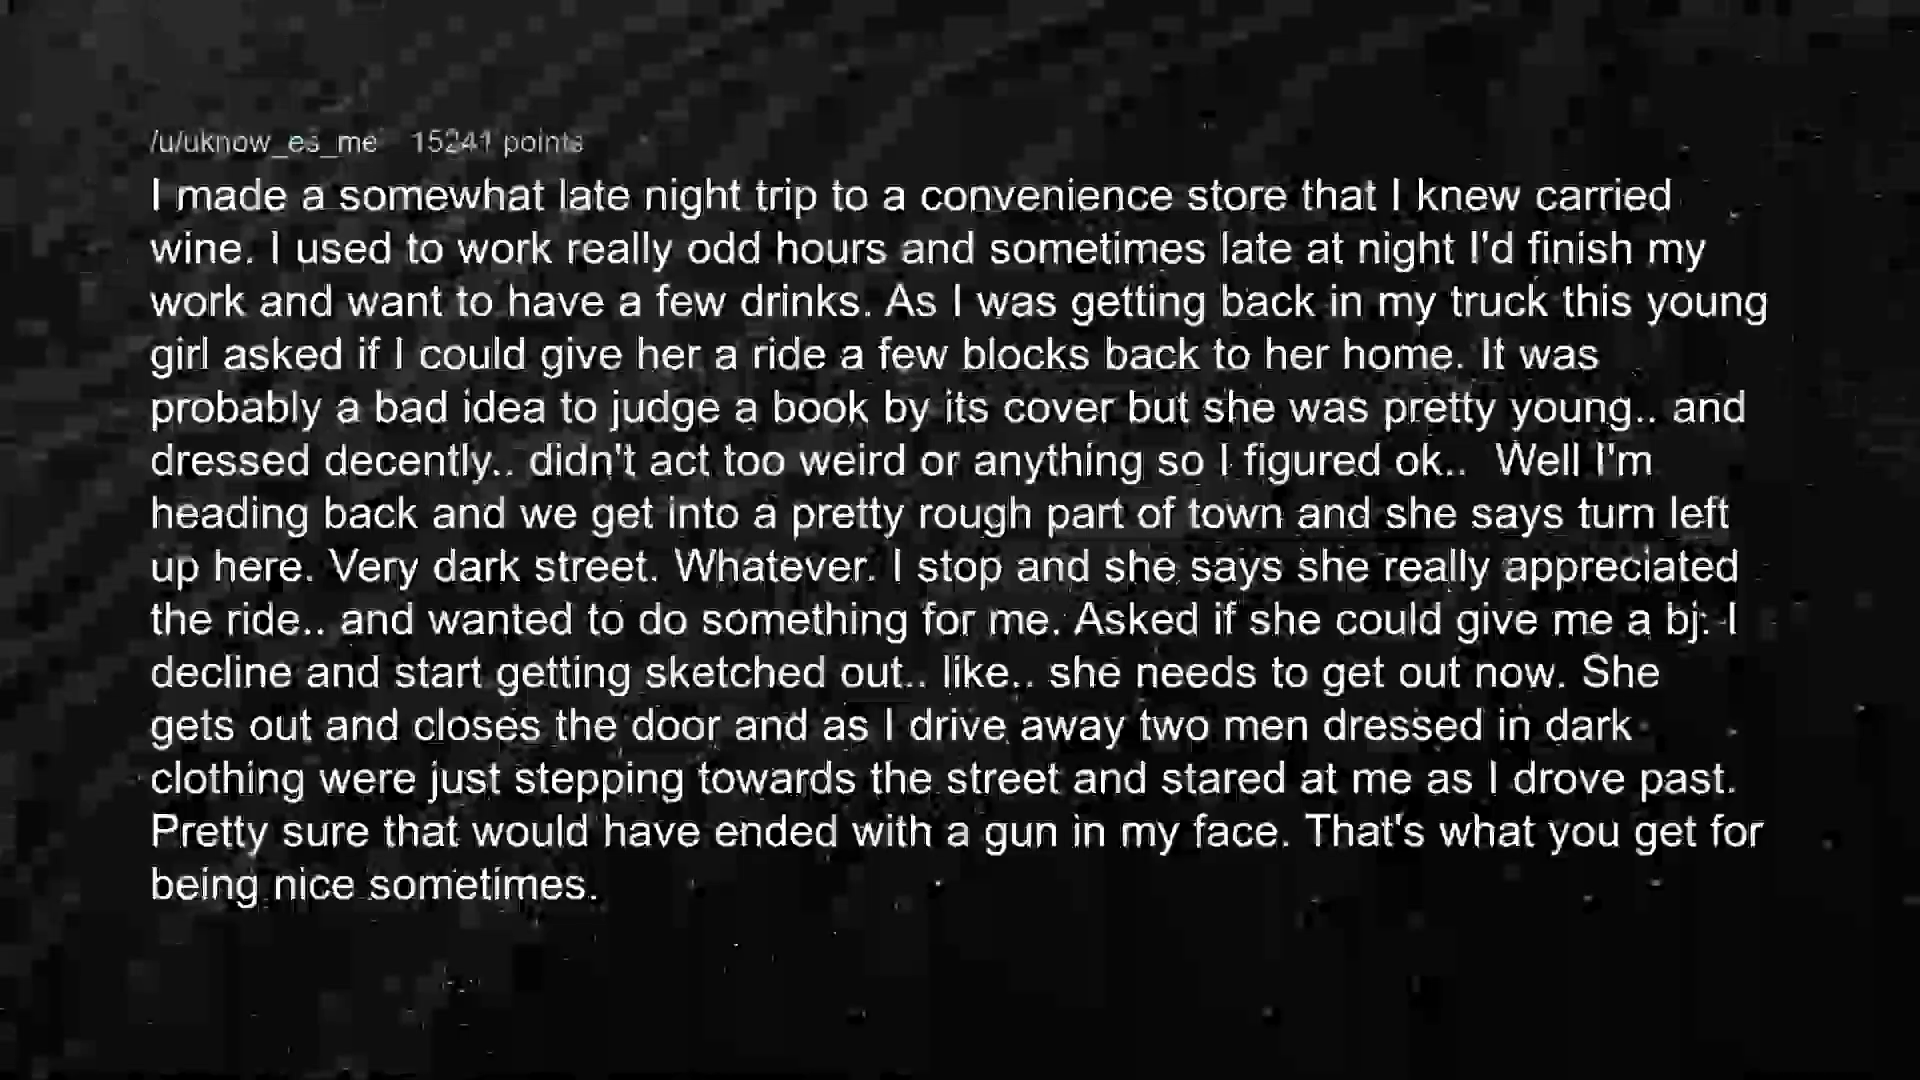 /u/uknow_es_me 15241 points
I made a somewhat late night trip to a convenience store that I knew carried
wine. I used to work really odd hours and sometimes late at night I'd finish my
work and want to have a few drinks. As I was getting back in my truck this young
girl asked if I could give her a ride a few blocks back to her home. It was
probably a bad idea to judge a book by its cover but she was pretty young.. and
dressed decently.. didn't act too weird or anything so I figured ok.. Well I'm
heading back and we get into a pretty rough part of town and she says turn left
up here. Very dark street. Whatever. I stop and she says she really appreciated
the ride.. and wanted to do something for me. Asked if she could give me a bj. I
decline and start getting sketched out.. like.. she needs to get out now. She
gets out and closes the door and as I drive away two men dressed in dark
clothing were just stepping towards the street and stared at me as I drove past.
Pretty sure that would have ended with a gun in my face. That's what you get for
being nice sometimes.